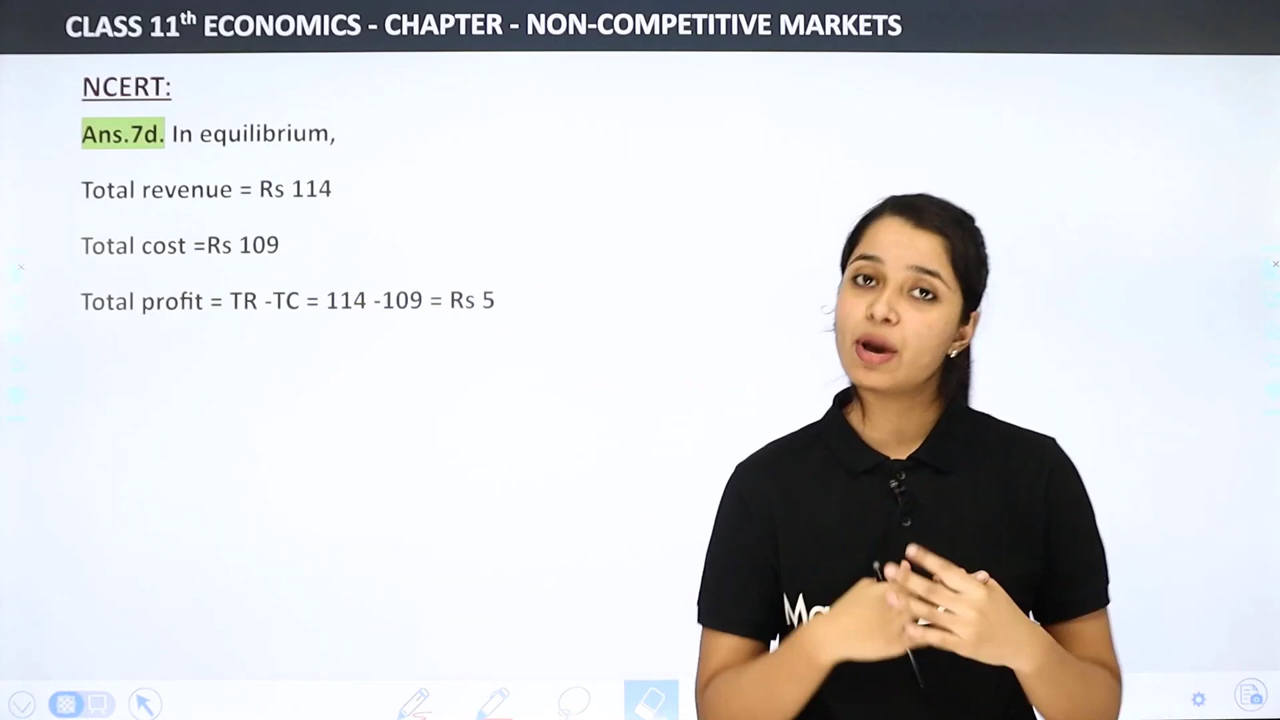 CLASS 11th ECONOMICS - CHAPTER - NON-COMPETITIVE MARKETS
NCERT:
Ans.7d. In equilibrium,
Total revenue = Rs 114
Total cost =Rs 109
Total profit = TR -TC = 114 -109 = Rs 5